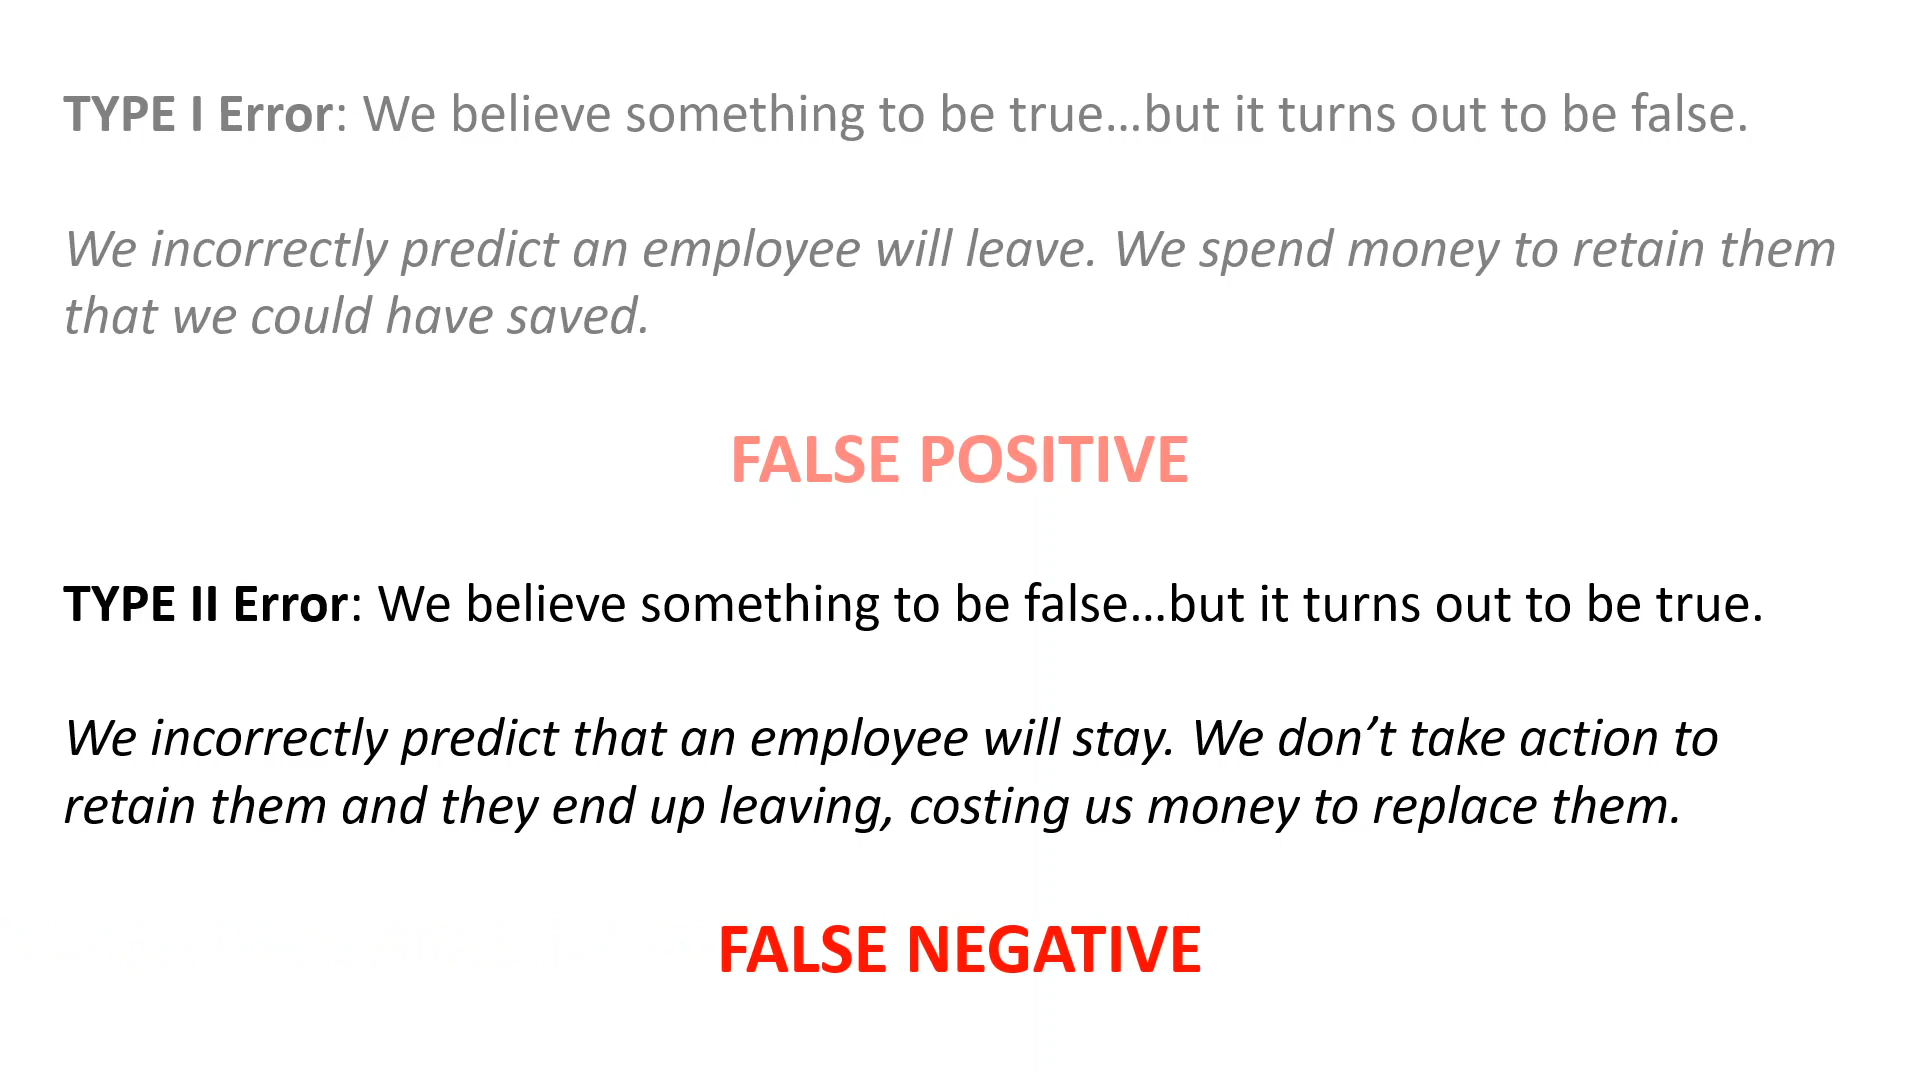 TYPE I Error: We believe something to be true...but it turns out to be false.
We incorrectly predict an employee will leave. We spend money to retain them
that we could have saved.
FALSE POSITIVE
TYPE II Error: We believe something to be false...but it turns out to be true.
We incorrectly predict that an employee will stay. We don’t take action to
retain them and they end up leaving, costing us money to replace them.
FALSE NEGATIVE